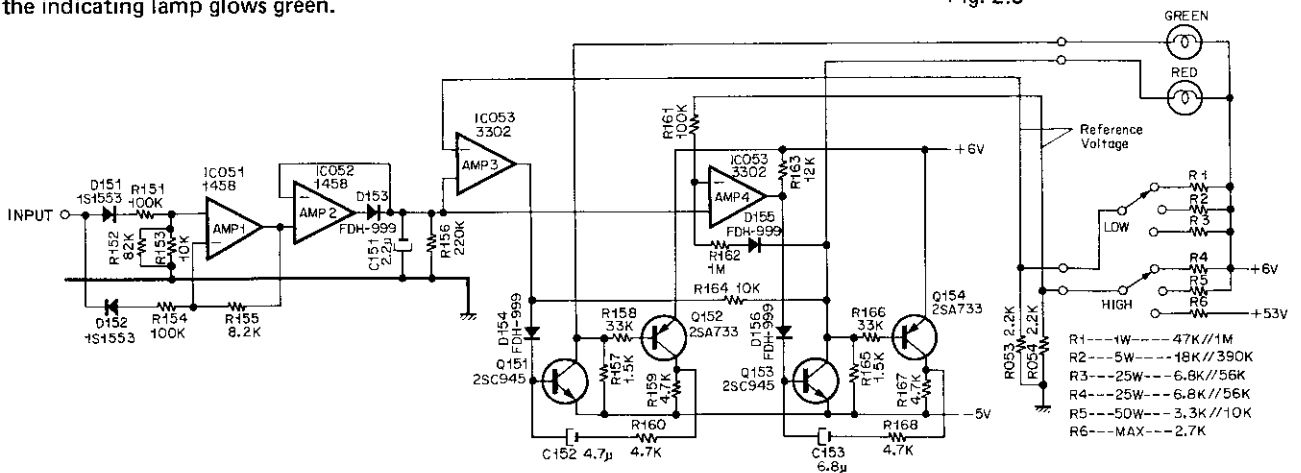 the indicating lamp glows green.
GREEN
RED
Reference
Voltage
IC053
3302
AMP3
R161
100K
IC053
3302
AMP4
R163
12K
+6V
IC051
1458
AMP1
IC052
1458
AMP2
D153
FDH-999
D151
1S1553
R151
100K
INPUT
R152
82K
R153
10K
C151
2.2μ
R156
220K
D155
FDH-999
R162
1M
R164 10K
D152
1S1553
R154
100K
R155
8.2K
D154
FDH-999
R158
33K
Q152
2SA733
Q151
2SC945
R157
1.5K
R159
4.7K
C152 4.7μ
R160
4.7K
D156
FDH-999
R166
33K
Q154
2SA733
Q153
2SC945
R165
1.5K
R167
4.7K
-5V
C153
6.8μ
R168
4.7K
R053 2.2K
R054 2.2K
LOW
HIGH
R1
R2
R3
R4
R5
R6
+6V
+53V
R1---1W----47K//1M
R2---5W----18K//390K
R3---25W---6.8K//56K
R4---25W---6.8K//56K
R5---50W---3.3K//10K
R6---MAX---2.7K